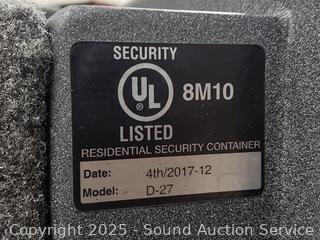 SECURITY
UL
8M10
LISTED
RESIDENTIAL SECURITY CONTAINER
Date: 4th/2017-12
Model: D-27
Copyright 2025 - Sound Auction Service